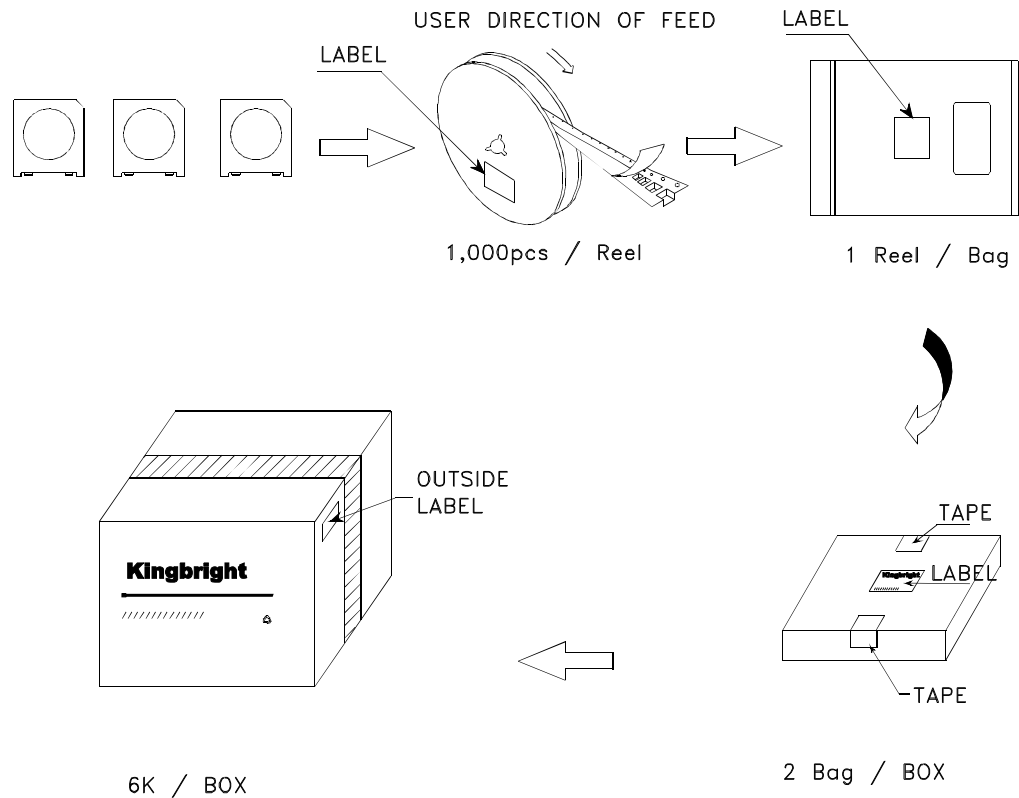 USER DIRECTION OF FEED
LABEL
LABEL
1,000pcs / Reel
1 Reel / Bag
OUTSIDE
LABEL
Kingbright
TAPE
Kingbright
LABEL
TAPE
6K / BOX
2 Bag / BOX